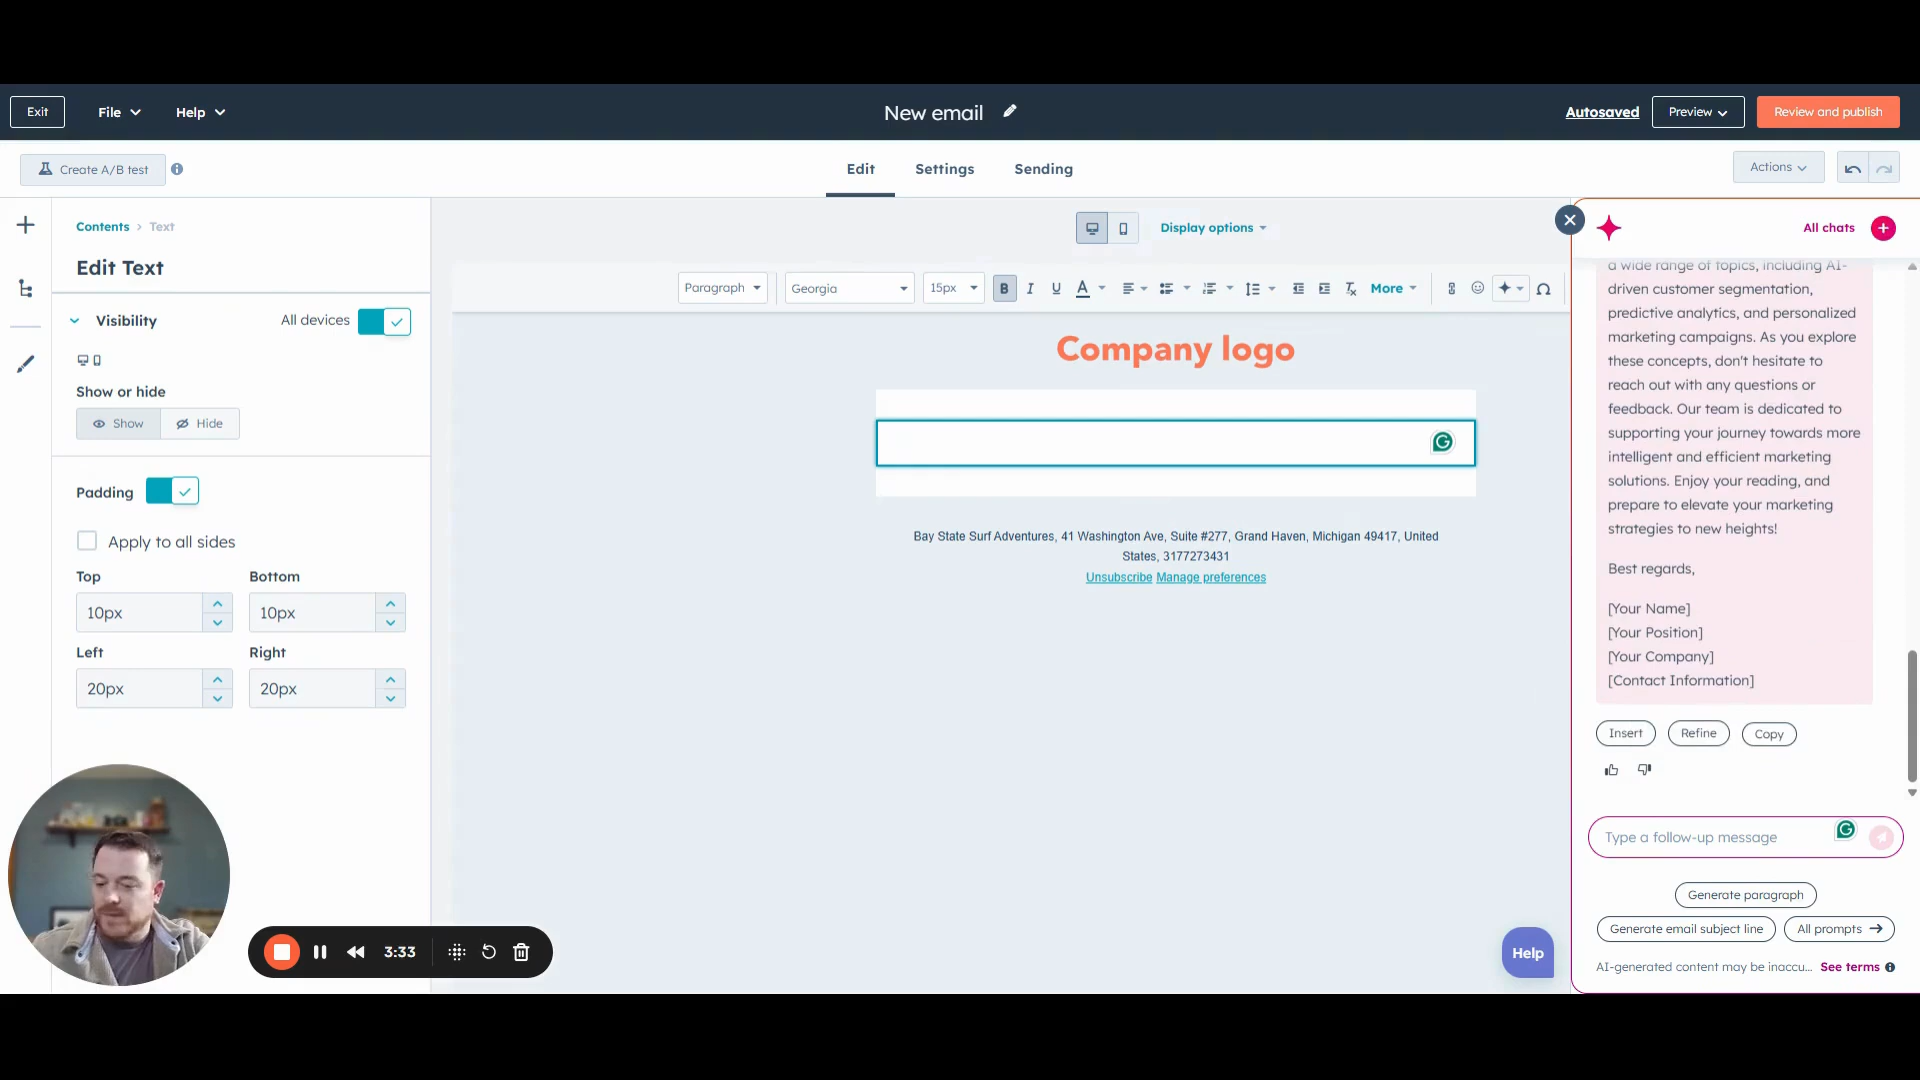 Exit
File
Help
New email
Autosaved
Preview
Review and publish
Create A/B test
Edit
Settings
Sending
Actions
Contents > Text
Edit Text
Visibility
All devices
Show or hide
Show
Hide
Padding
Apply to all sides
Top
Bottom
10px
10px
Left
Right
20px
20px
3:33
Display options
Paragraph
Georgia
15px
B I U A
More
Company logo
Bay State Surf Adventures, 41 Washington Ave, Suite #277, Grand Haven, Michigan 49417, United
States, 3177273431
Unsubscribe Manage preferences
Help
All chats
a wide range of topics, including AI-
driven customer segmentation,
predictive analytics, and personalized
marketing campaigns. As you explore
these concepts, don't hesitate to
reach out with any questions or
feedback. Our team is dedicated to
supporting your journey towards more
intelligent and efficient marketing
solutions. Enjoy your reading, and
prepare to elevate your marketing
strategies to new heights!
Best regards,
[Your Name]
[Your Position]
[Your Company]
[Contact Information]
Insert
Refine
Copy
Type a follow-up message
Generate paragraph
Generate email subject line
All prompts
AI-generated content may be inaccu... See terms